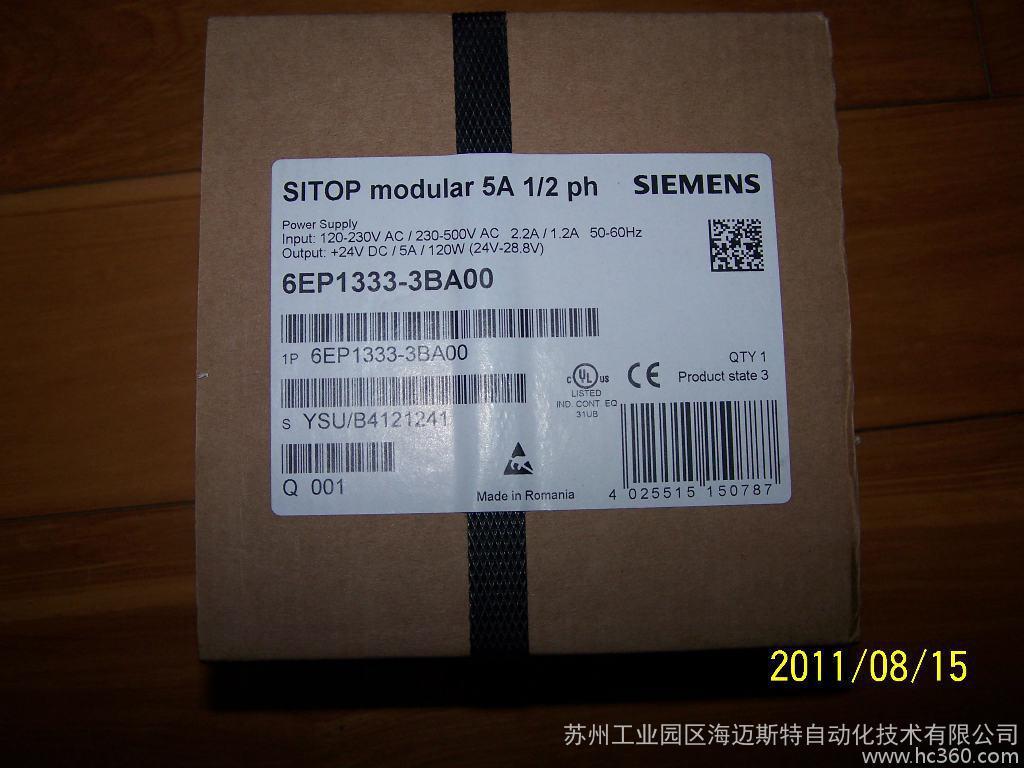 SITOP modular 5A 1/2 ph SIEMENS
Power Supply
Input: 120-230V AC / 230-500V AC 2.2A / 1.2A 50-60Hz
Output: +24V DC / 5A / 120W (24V-28.8V)
6EP1333-3BA00
1P 6EP1333-3BA00
QTY 1
Product state 3
C UL US
LISTED
IND. CONT. EQ
31UB
CE
S YSU/B4121241
Q 001
Made in Romania
4 025515 150787
2011/08/15
苏州工业园区海迈斯特自动化技术有限公司
www.hc360.com